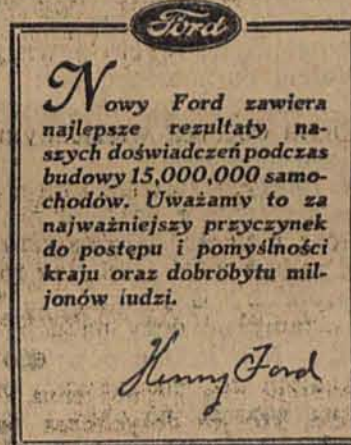 Ford
Nowy Ford zawiera
najlepsze rezultaty na-
szych doświadczeń podczas
budowy 15,000,000 samo-
chodów. Uważamy to za
najważniejszy przyczynek
do postępu i pomyślności
kraju oraz dobrobytu mil-
jonów iudzi.
Henry Ford